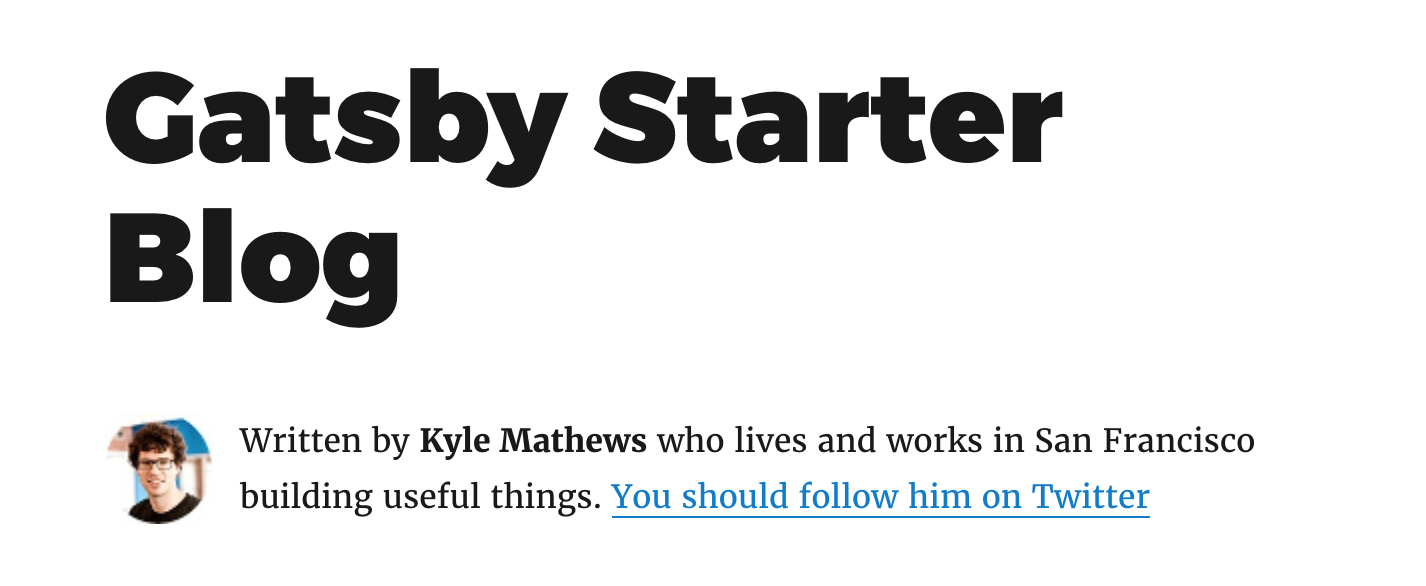 Gatsby Starter
Blog
Written by Kyle Mathews who lives and works in San Francisco
building useful things. You should follow him on Twitter